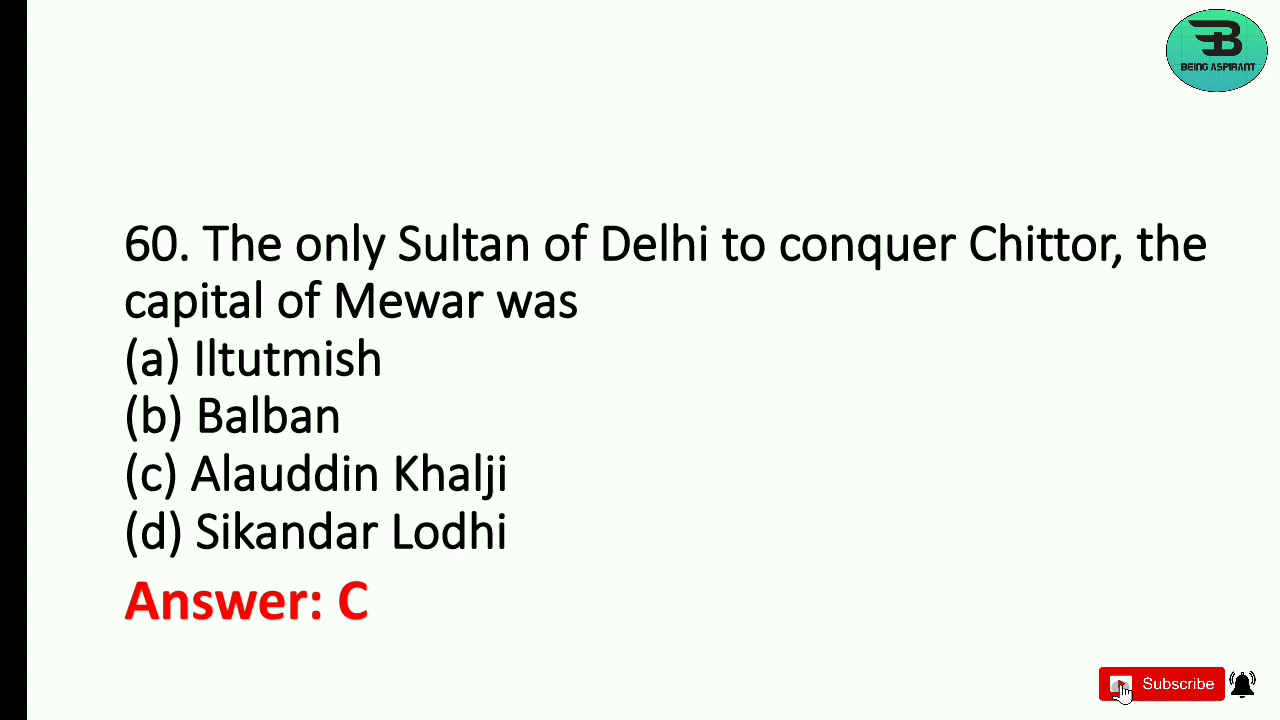 BEING ASPIRANT
60. The only Sultan of Delhi to conquer Chittor, the
capital of Mewar was
(a) Iltutmish
(b) Balban
(c) Alauddin Khalji
(d) Sikandar Lodhi
Answer: C
Subscribe